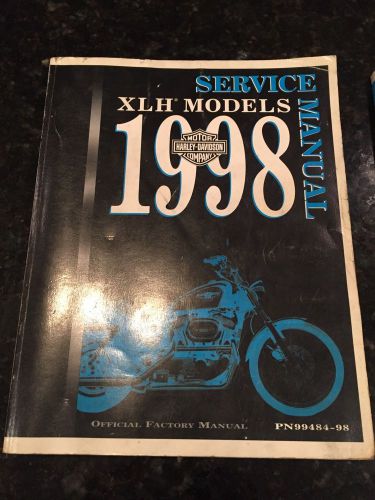 SERVICE
MANUAL
XLH® MODELS
1998
MOTOR
HARLEY-DAVIDSON
COMPANY
OFFICIAL FACTORY MANUAL
PN99484-98